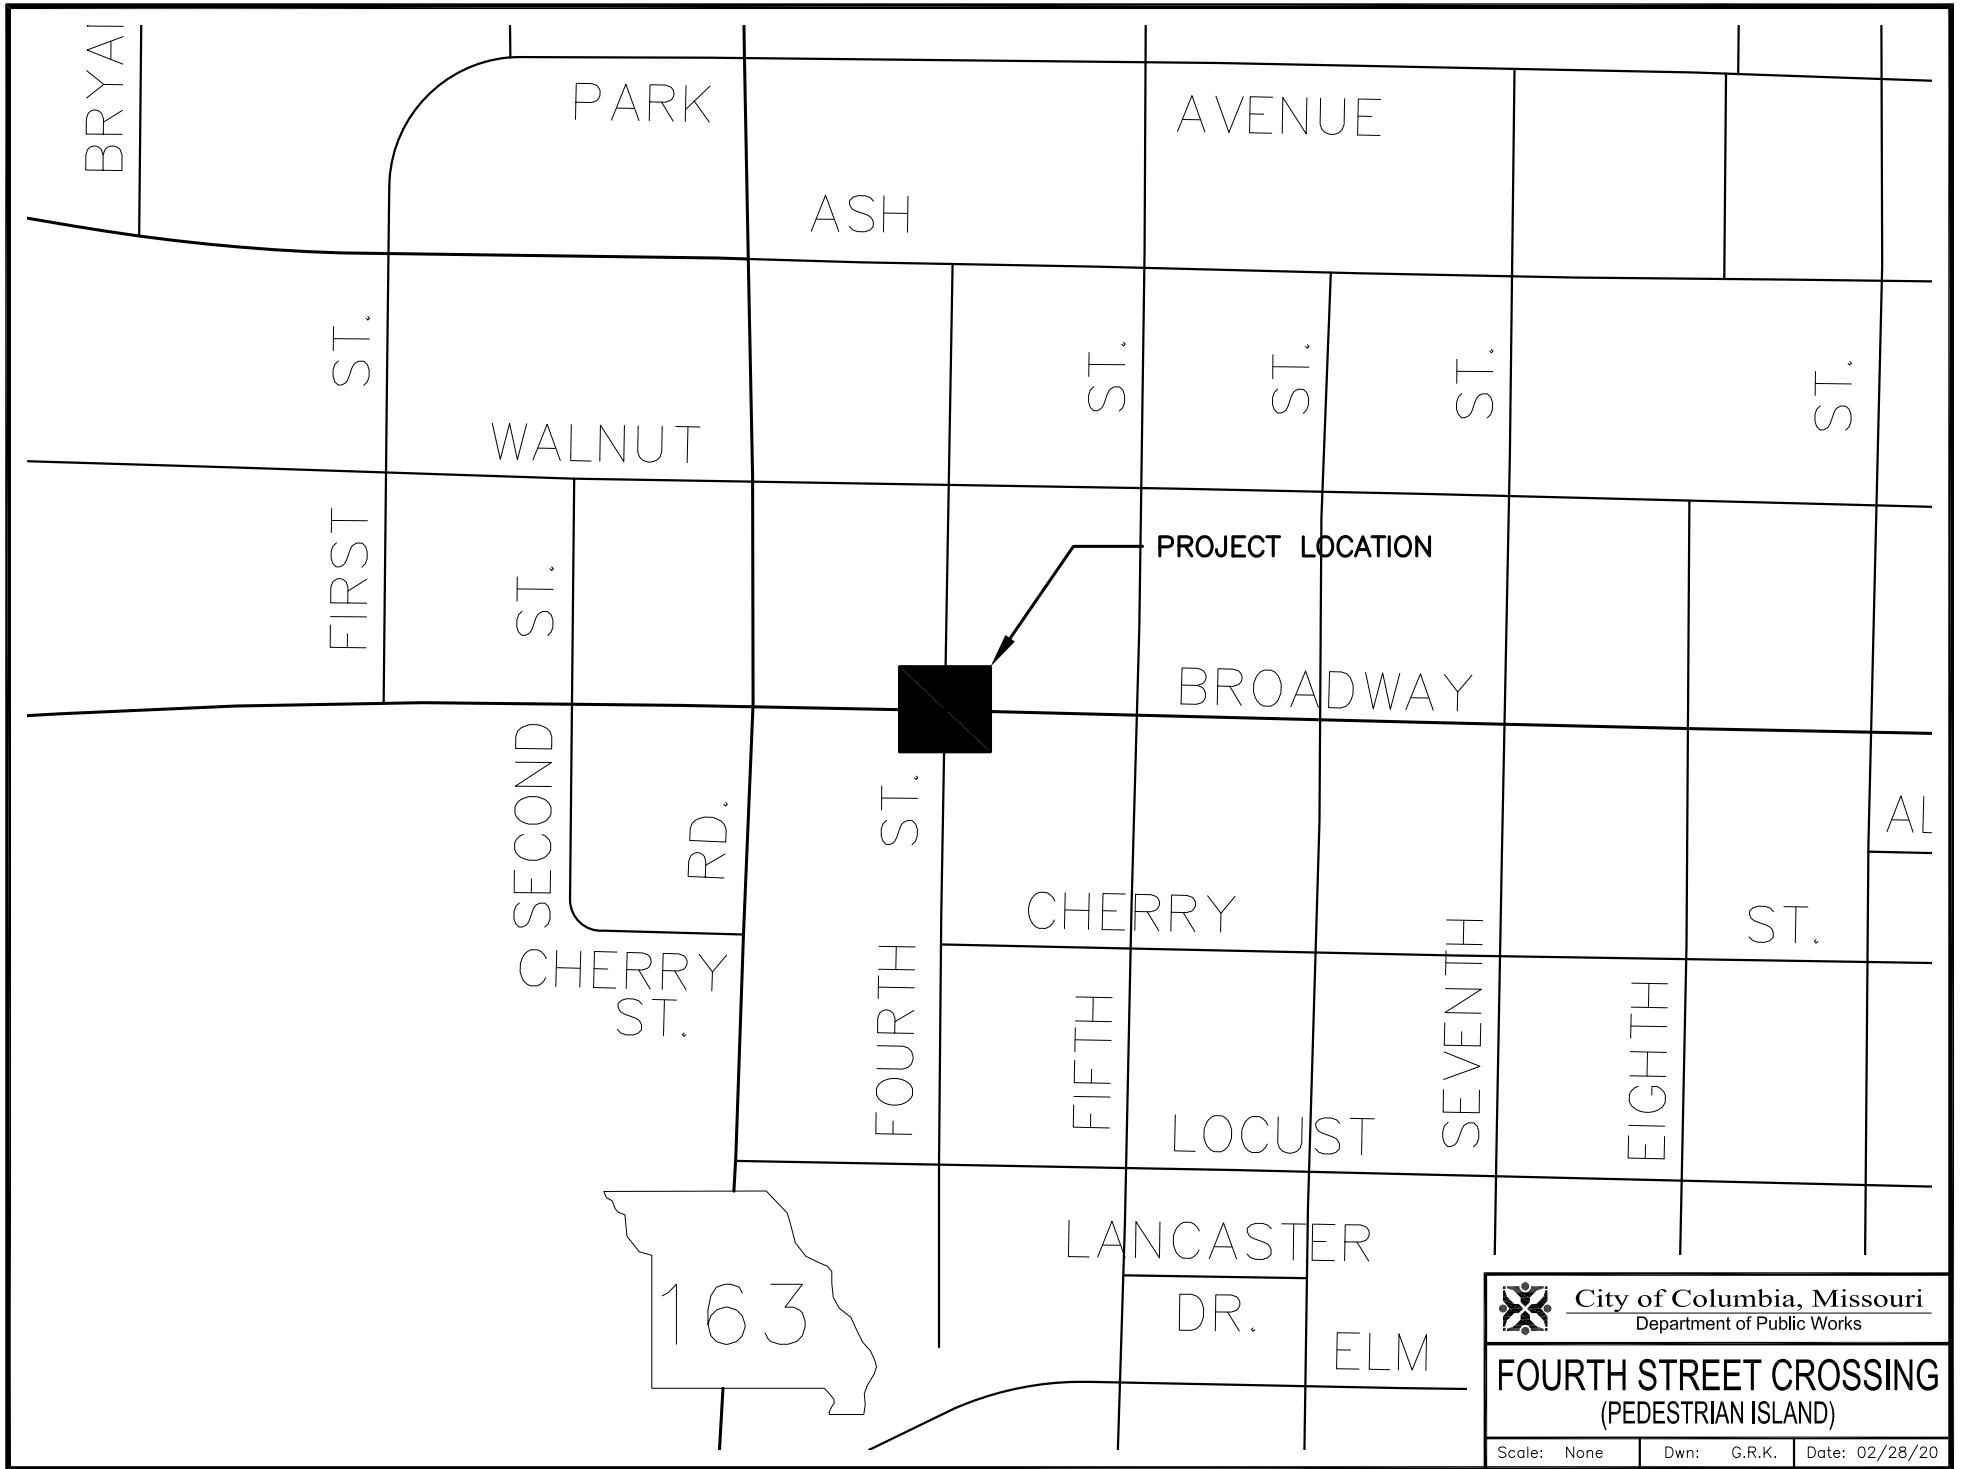 BRYAN
PARK AVENUE
ASH
ST.
ST.
ST.
ST.
ST.
WALNUT
FIRST
ST.
PROJECT LOCATION
BROADWAY
SECOND
RD.
ST.
AL
CHERRY
ST.
CHERRY
ST.
FOURTH
FIFTH
SEVENTH
EIGHTH
LOCUST
LANCASTER
DR.
163
ELM
City of Columbia, Missouri
Department of Public Works
FOURTH STREET CROSSING
(PEDESTRIAN ISLAND)
Scale: None Dwn: G.R.K. Date: 02/28/20